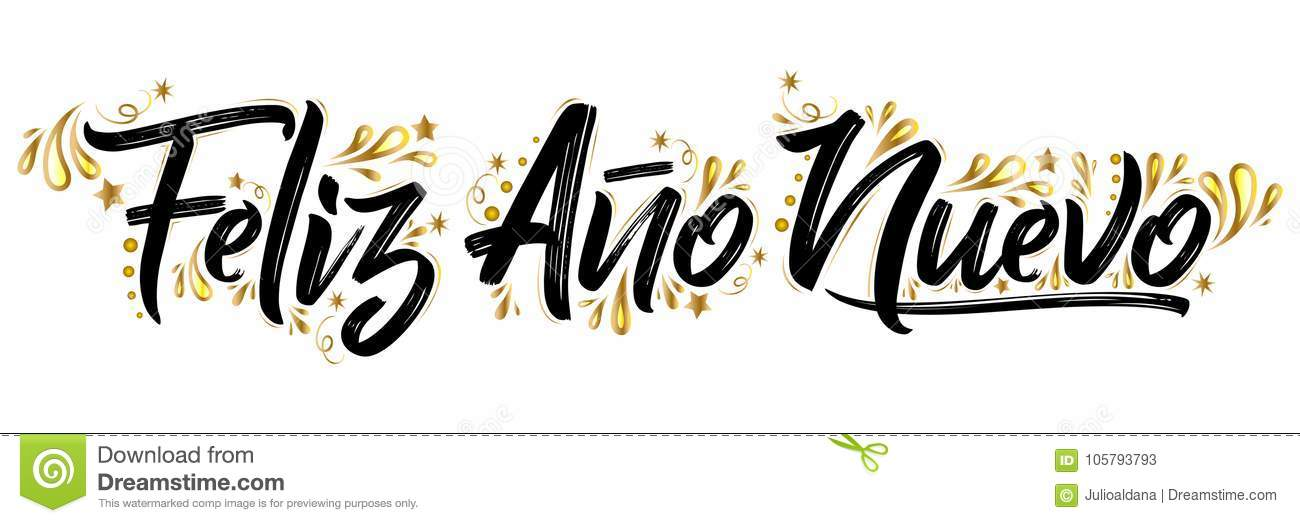 Feliz Año Nuevo
Download from
Dreamstime.com
This watermarked comp image is for previewing purposes only.
ID 105793793
© Julioaldana | Dreamstime.com